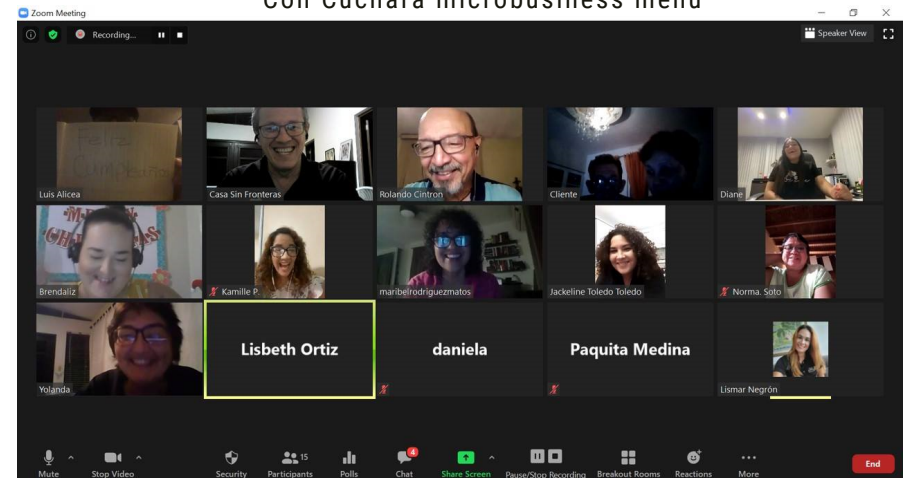 Con Cuchara microbusiness menu
Zoom Meeting
Recording...
Speaker View
Feliz
Cumpleaños
Luis Alicea
Casa Sin Fronteras
Rolando Cintron
Cliente
Diane
Brendaliz
Kamille P.
maribelrodriguezmatos
Jackeline Toledo Toledo
Norma. Soto
Yolanda
Lisbeth Ortiz
daniela
Paquita Medina
Lismar Negrón
15
4
Mute
Stop Video
Security
Participants
Polls
Chat
Share Screen
Pause/Stop Recording
Breakout Rooms
Reactions
More
End